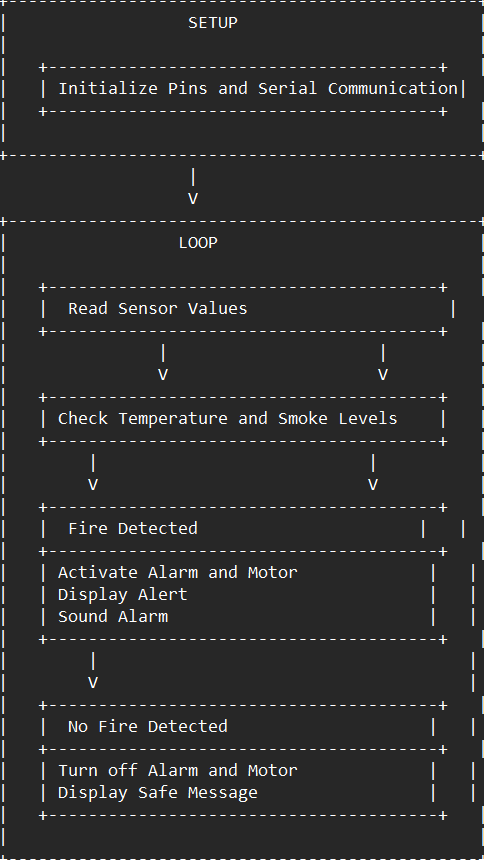 SETUP
Initialize Pins and Serial Communication
V
LOOP
Read Sensor Values
V V
Check Temperature and Smoke Levels
V V
Fire Detected
Activate Alarm and Motor
Display Alert
Sound Alarm
V
No Fire Detected
Turn off Alarm and Motor
Display Safe Message